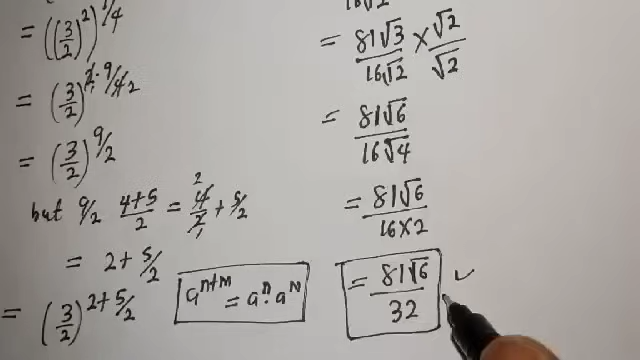 = ((3/2)^2)^1/4
= (3/2)^2·9/4 2
= (3/2)^9/2
but 9/2 4+5/2 = 4/2 + 5/2
= 2 + 5/2
= (3/2)^2+5/2
a^n+m = a^n · a^m
16√2
= 81√3/16√2 × √2/√2
= 81√6/16√4
= 81√6/16×2
= 81√6/32 ✓